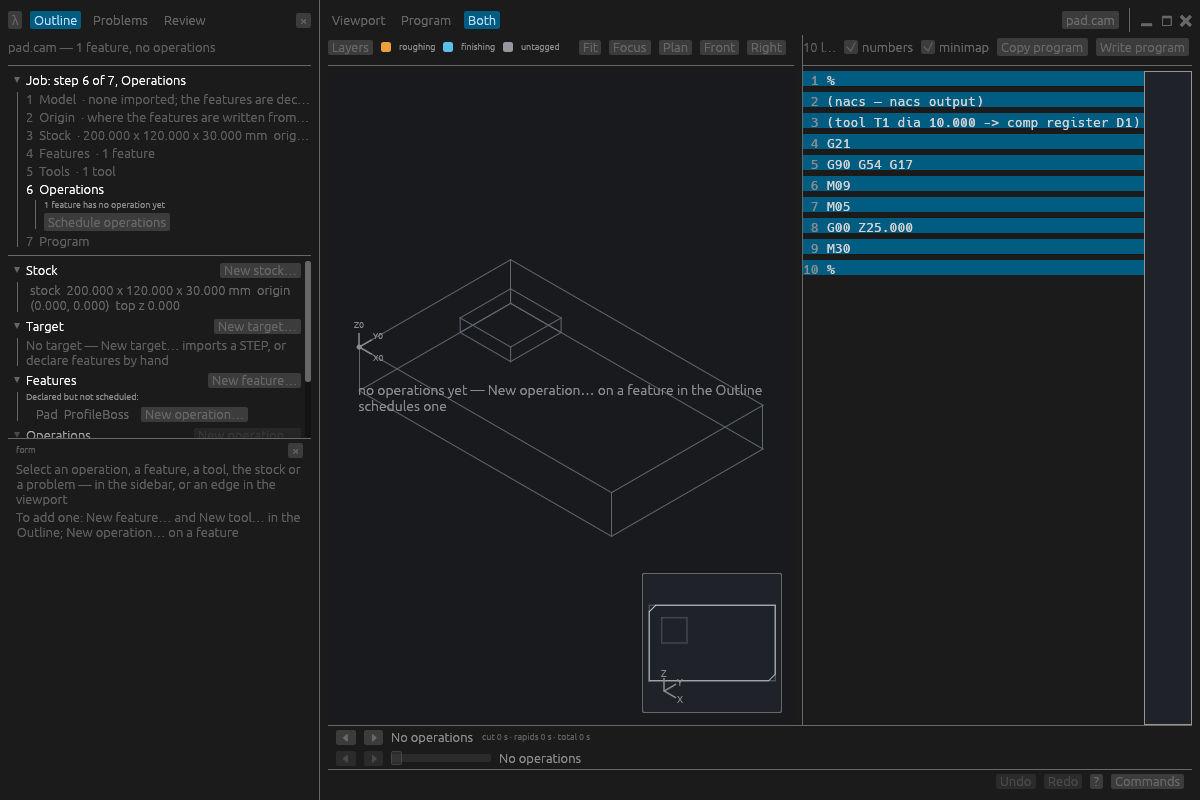 λ Outline Problems Review ×
pad.cam — 1 feature, no operations
Job: step 6 of 7, Operations
1 Model · none imported; the features are dec…
2 Origin · where the features are written from…
3 Stock · 200.000 x 120.000 x 30.000 mm orig…
4 Features · 1 feature
5 Tools · 1 tool
6 Operations
1 feature has no operation yet
Schedule operations
7 Program
Stock New stock…
stock 200.000 x 120.000 x 30.000 mm origin
(0.000, 0.000) top z 0.000
Target New target…
No target — New target… imports a STEP, or
declare features by hand
Features New feature…
Declared but not scheduled:
Pad ProfileBoss New operation…
Operations New operation…
form ×
Select an operation, a feature, a tool, the stock or
a problem — in the sidebar, or an edge in the
viewport
To add one: New feature… and New tool… in the
Outline; New operation… on a feature
Viewport Program Both
Layers roughing finishing untagged Fit Focus Plan Front Right
Z0
Y0
X0
no operations yet — New operation… on a feature in the Outline
schedules one
Z
Y
X
pad.cam
10 l… numbers minimap Copy program Write program
1 %
2 (nacs — nacs output)
3 (tool T1 dia 10.000 -> comp register D1)
4 G21
5 G90 G54 G17
6 M09
7 M05
8 G00 Z25.000
9 M30
10 %
No operations cut 0 s · rapids 0 s · total 0 s
No operations
Undo Redo ? Commands